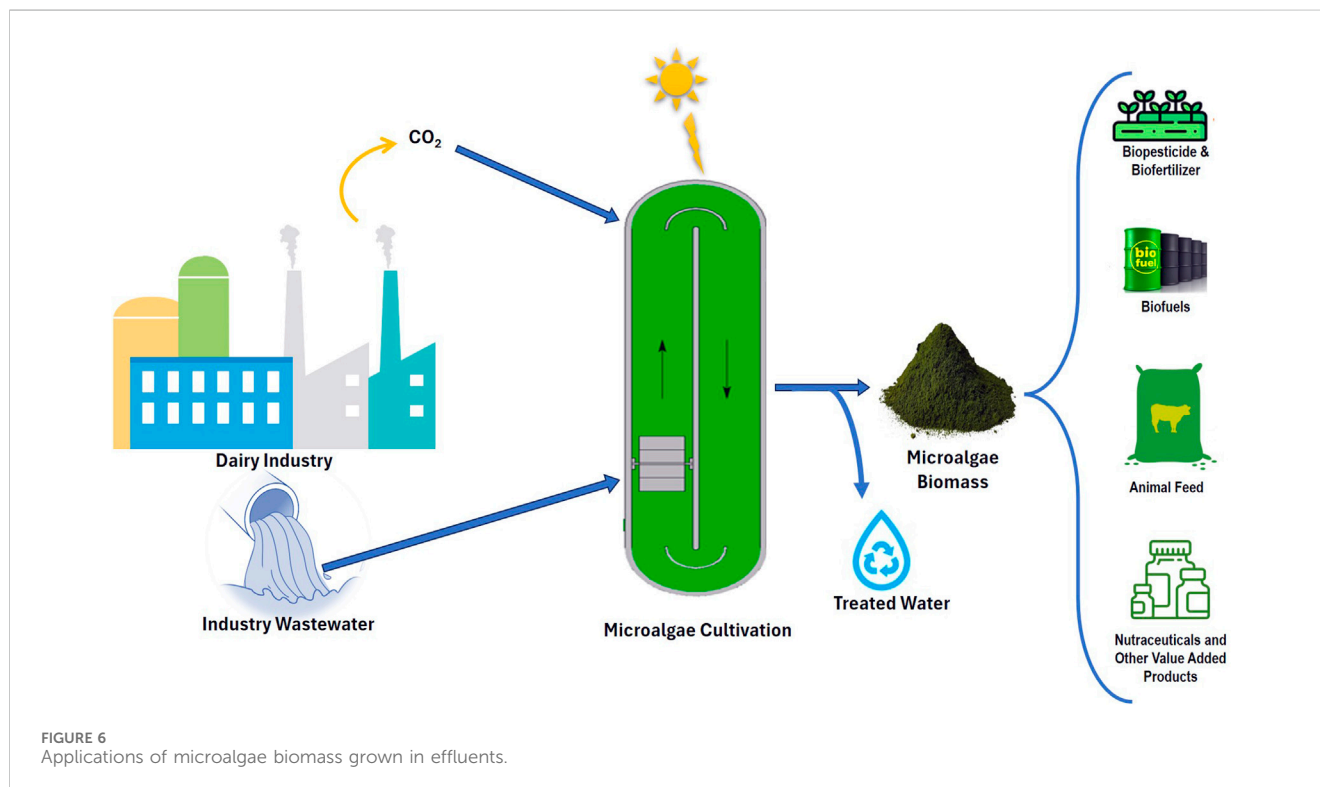 CO₂
Dairy Industry
Industry Wastewater
Microalgae Cultivation
Microalgae
Biomass
Treated Water
Biopesticide &
Biofertilizer
bio
fuel
Biofuels
Animal Feed
Nutraceuticals and
Other Value Added
Products
FIGURE 6
Applications of microalgae biomass grown in effluents.